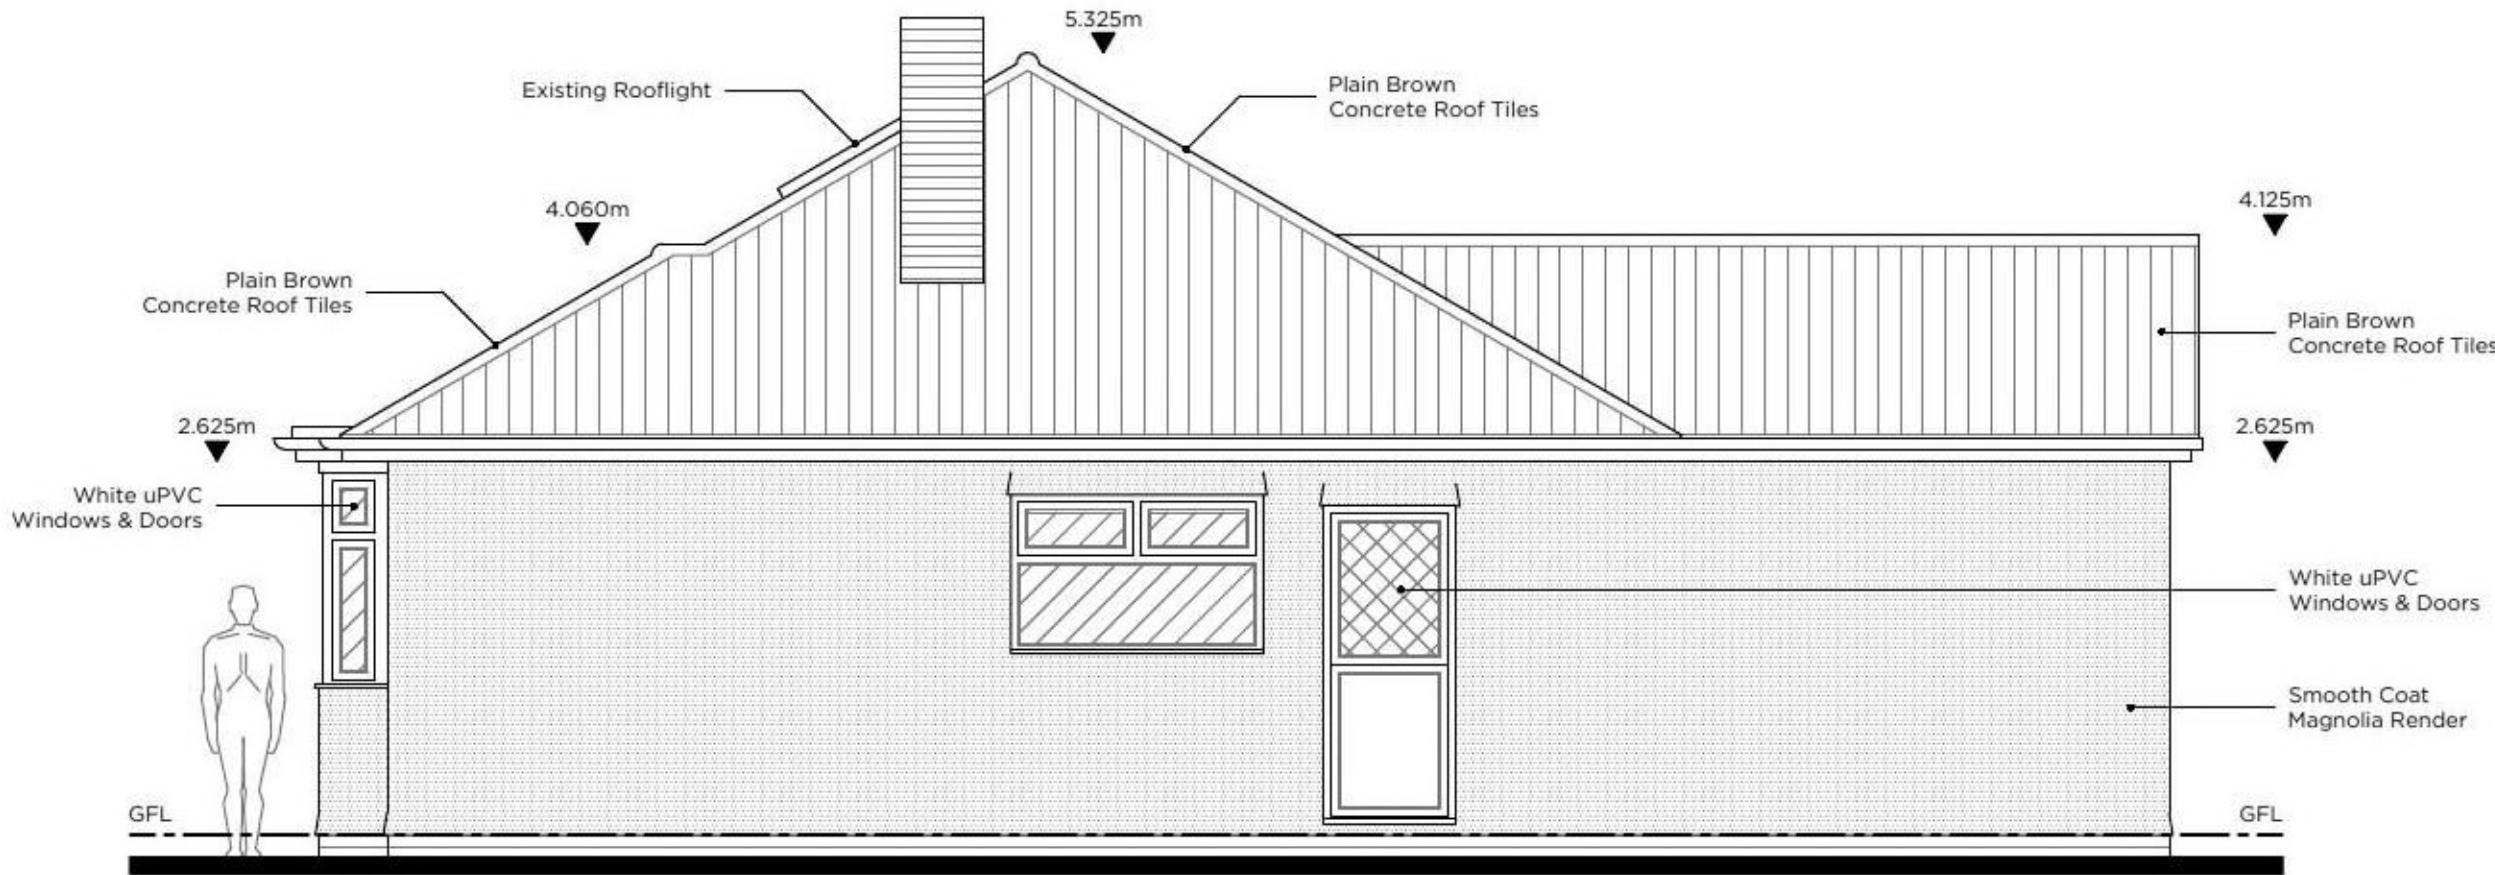 5.325m
Existing Rooflight
Plain Brown
Concrete Roof Tiles
4.060m
4.125m
Plain Brown
Concrete Roof Tiles
Plain Brown
Concrete Roof Tiles
2.625m
2.625m
White uPVC
Windows & Doors
White uPVC
Windows & Doors
Smooth Coat
Magnolia Render
GFL
GFL